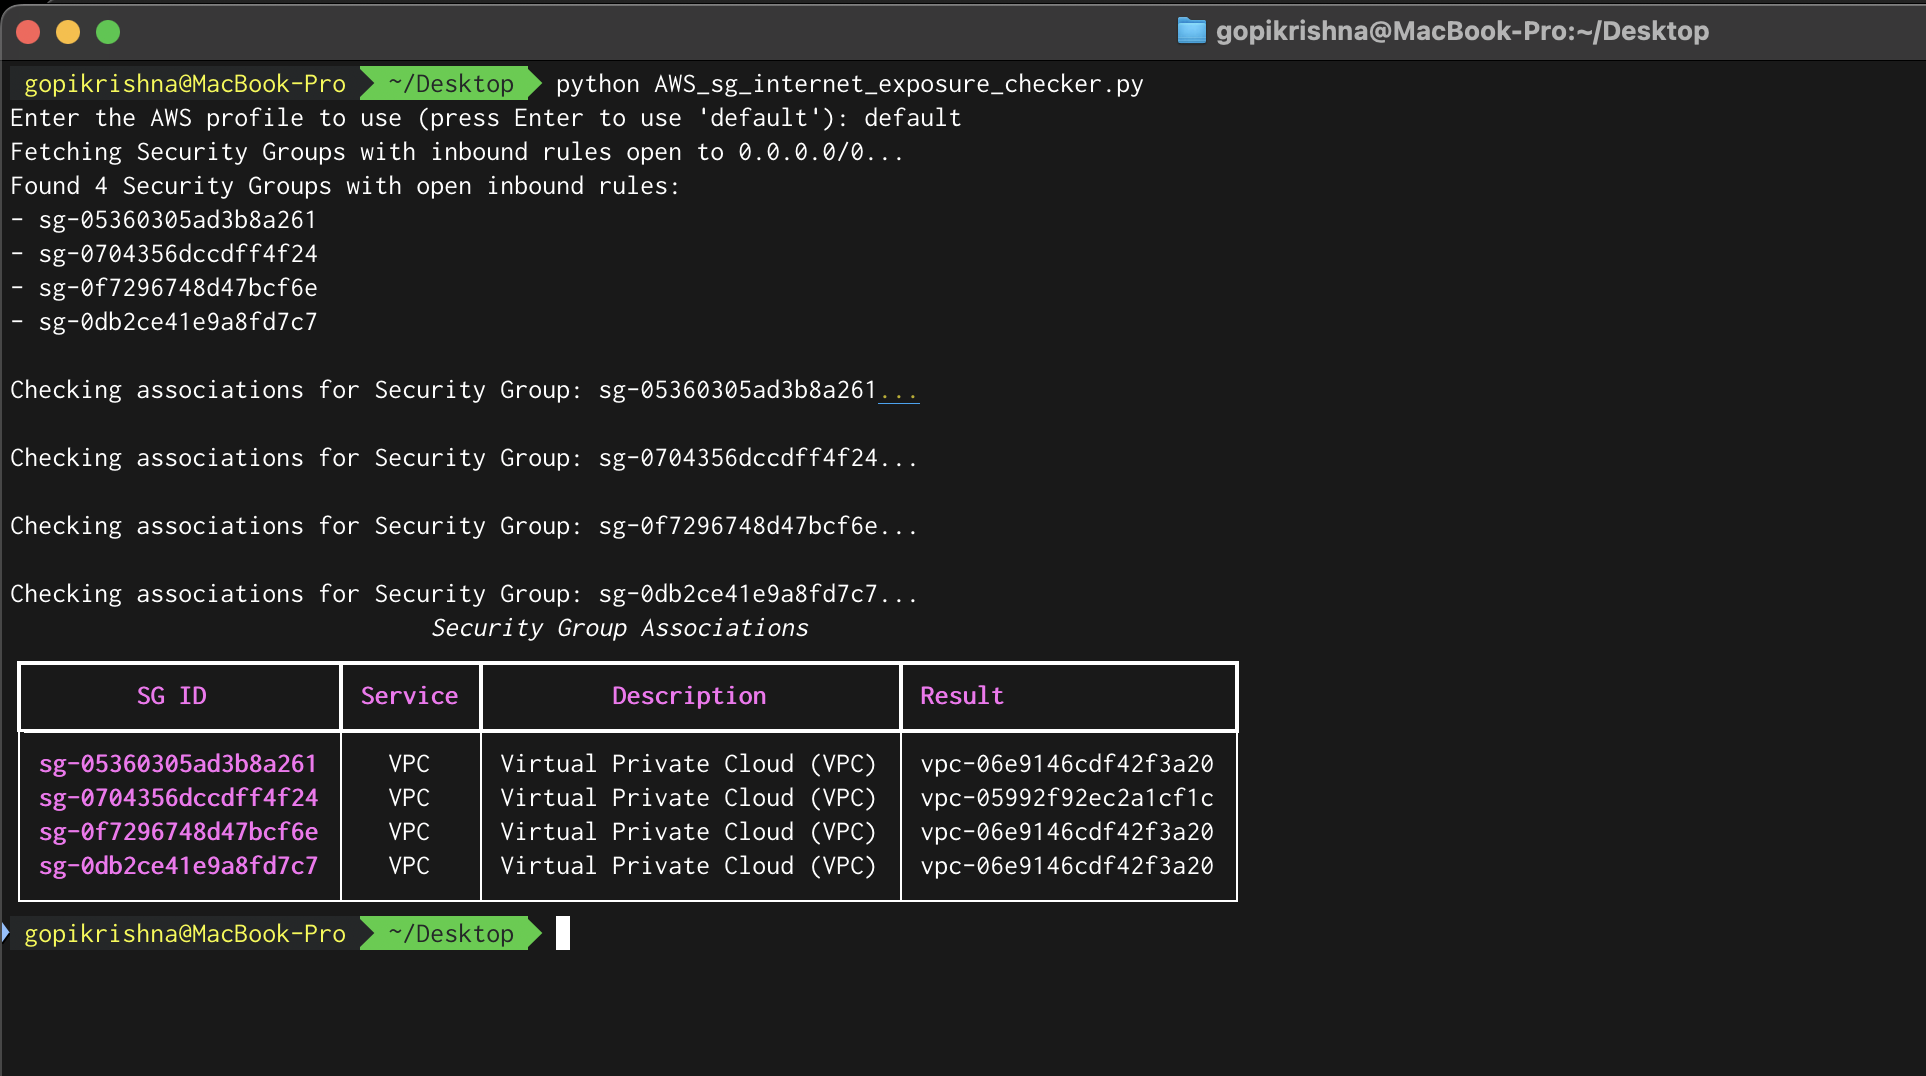 gopikrishna@MacBook-Pro:~/Desktop
gopikrishna@MacBook-Pro ~/Desktop python AWS_sg_internet_exposure_checker.py
Enter the AWS profile to use (press Enter to use 'default'): default
Fetching Security Groups with inbound rules open to 0.0.0.0/0...
Found 4 Security Groups with open inbound rules:
- sg-05360305ad3b8a261
- sg-0704356dccdff4f24
- sg-0f7296748d47bcf6e
- sg-0db2ce41e9a8fd7c7
Checking associations for Security Group: sg-05360305ad3b8a261...
Checking associations for Security Group: sg-0704356dccdff4f24...
Checking associations for Security Group: sg-0f7296748d47bcf6e...
Checking associations for Security Group: sg-0db2ce41e9a8fd7c7...
Security Group Associations
SG ID Service Description Result
sg-05360305ad3b8a261 VPC Virtual Private Cloud (VPC) vpc-06e9146cdf42f3a20
sg-0704356dccdff4f24 VPC Virtual Private Cloud (VPC) vpc-05992f92ec2a1cf1c
sg-0f7296748d47bcf6e VPC Virtual Private Cloud (VPC) vpc-06e9146cdf42f3a20
sg-0db2ce41e9a8fd7c7 VPC Virtual Private Cloud (VPC) vpc-06e9146cdf42f3a20
gopikrishna@MacBook-Pro ~/Desktop